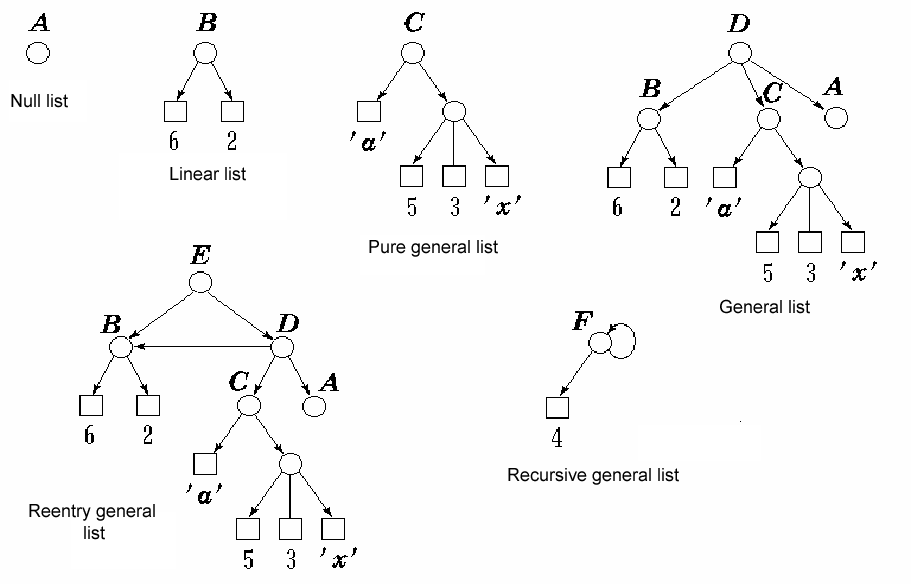 A
Null list
B
6 2
Linear list
C
'a'
5 3 'x'
Pure general list
D
B C A
6 2 'a'
5 3 'x'
General list
E
B D
C A
6 2
'a'
5 3 'x'
Reentry general
list
F
4
Recursive general list